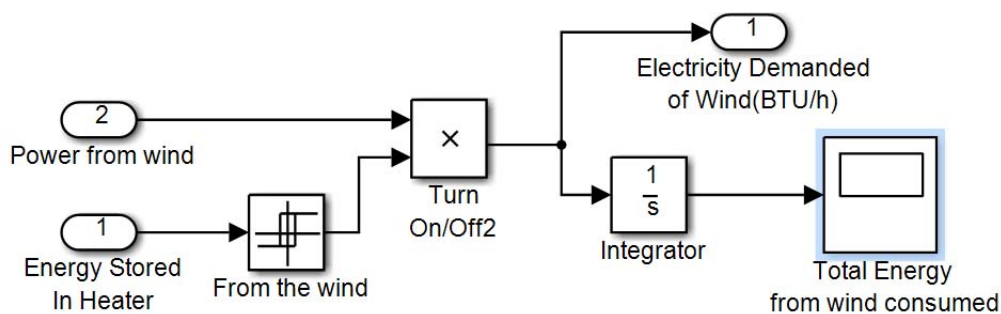 1
Electricity Demanded
of Wind(BTU/h)
2
Power from wind
×
Turn
On/Off2
1
Energy Stored
In Heater
From the wind
1
s
Integrator
Total Energy
from wind consumed